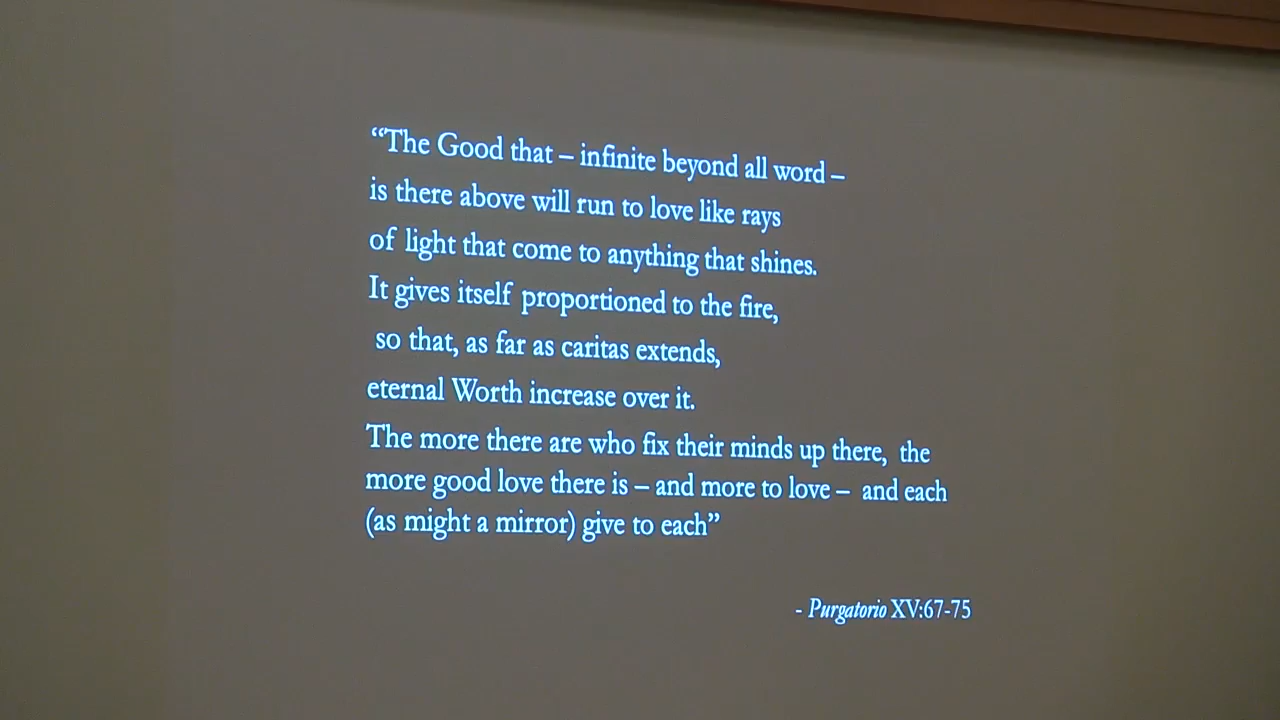 “The Good that – infinite beyond all word –
is there above will run to love like rays
of light that come to anything that shines.
It gives itself proportioned to the fire,
so that, as far as caritas extends,
eternal Worth increase over it.
The more there are who fix their minds up there, the
more good love there is – and more to love – and each
(as might a mirror) give to each”
- Purgatorio XV:67-75